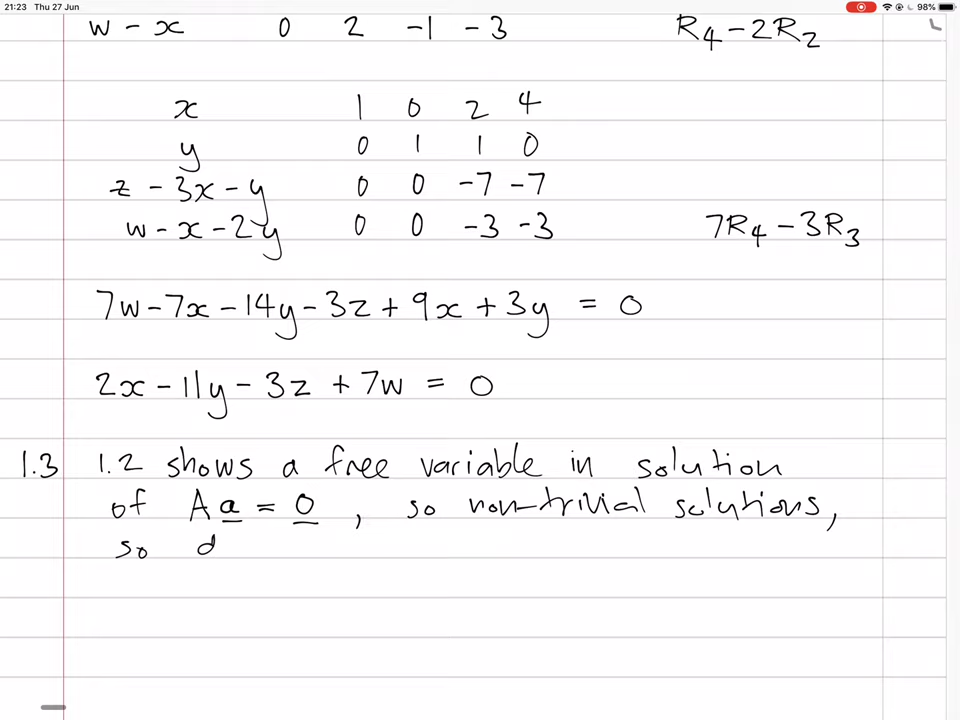 21:23 Thu 27 Jun 98%
w - x 0 2 -1 -3 R₄ - 2R₂
x 1 0 2 4
y 0 1 1 0
z - 3x - y 0 0 -7 -7
w - x - 2y 0 0 -3 -3 7R₄ - 3R₃
7w - 7x - 14y - 3z + 9x + 3y = 0
2x - 11y - 3z + 7w = 0
1.3 1.2 shows a free variable in solution
of A a = 0 , so non-trivial solutions,
so d